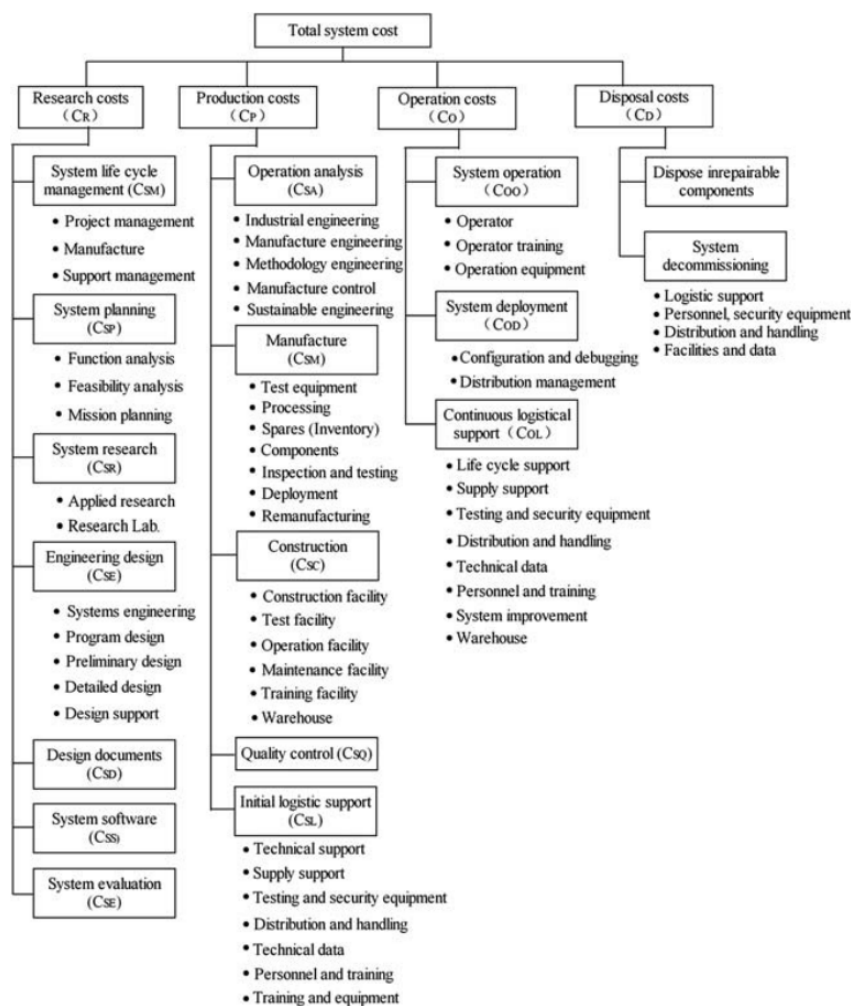 Total system cost
Research costs
(CR)
Production costs
(CP)
Operation costs
(CO)
Disposal costs
(CD)
System life cycle
management (CSM)
• Project management
• Manufacture
• Support management
System planning
(CSP)
• Function analysis
• Feasibility analysis
• Mission planning
System research
(CSR)
• Applied research
• Research Lab.
Engineering design
(CSE)
• Systems engineering
• Program design
• Preliminary design
• Detailed design
• Design support
Design documents
(CSD)
System software
(CSS)
System evaluation
(CSE)
Operation analysis
(CSA)
• Industrial engineering
• Manufacture engineering
• Methodology engineering
• Manufacture control
• Sustainable engineering
Manufacture
(CSM)
• Test equipment
• Processing
• Spares (Inventory)
• Components
• Inspection and testing
• Deployment
• Remanufacturing
Construction
(CSC)
• Construction facility
• Test facility
• Operation facility
• Maintenance facility
• Training facility
• Warehouse
Quality control (CSQ)
Initial logistic support
(CSL)
• Technical support
• Supply support
• Testing and security equipment
• Distribution and handling
• Technical data
• Personnel and training
• Training and equipment
System operation
(COO)
• Operator
• Operator training
• Operation equipment
System deployment
(COD)
• Configuration and debugging
• Distribution management
Continuous logistical
support (COL)
• Life cycle support
• Supply support
• Testing and security equipment
• Distribution and handling
• Technical data
• Personnel and training
• System improvement
• Warehouse
Dispose inrepairable
components
System
decommissioning
• Logistic support
• Personnel, security equipment
• Distribution and handling
• Facilities and data